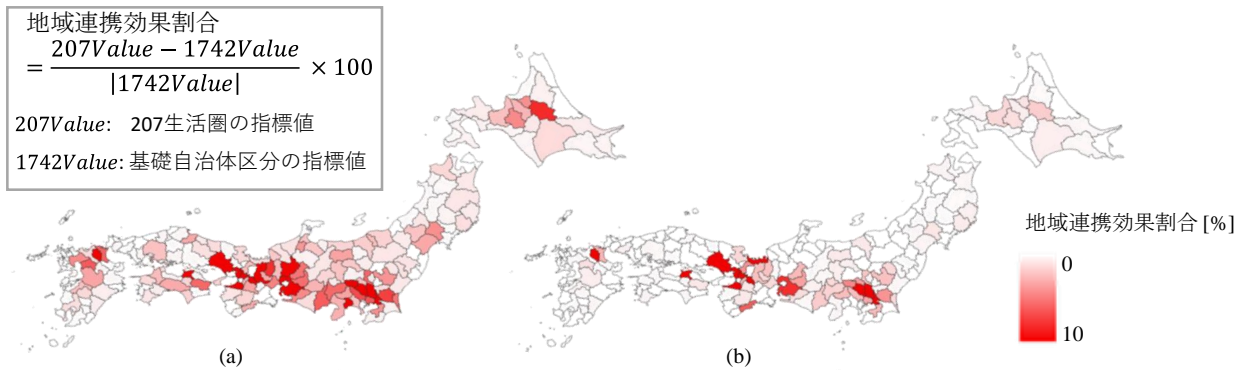 地域連携効果割合
= 207Value − 1742Value / |1742Value| × 100
207Value: 207生活圏の指標値
1742Value: 基礎自治体区分の指標値
地域連携効果割合 [%]
0
10
(a)
(b)